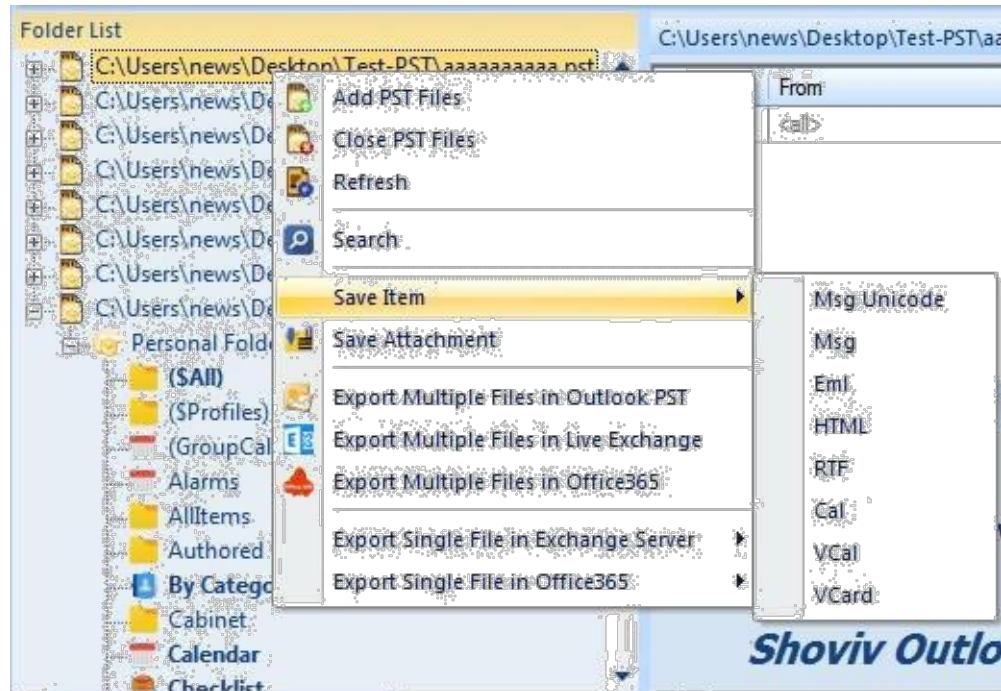 Folder List
C:\Users\news\Desktop\Test-PST\aaaaaaaaaa.pst
C:\Users\news\De
C:\Users\news\De
C:\Users\news\De
C:\Users\news\De
C:\Users\news\De
C:\Users\news\De
C:\Users\news\De
Personal Folde
($All)
($Profiles)
(GroupCal
Alarms
AllItems
Authored
By Catego
Cabinet
Calendar
Checklist
Add PST Files
Close PST Files
Refresh
Search
Save Item
Save Attachment
Export Multiple Files in Outlook PST
Export Multiple Files in Live Exchange
Export Multiple Files in Office365
Export Single File in Exchange Server
Export Single File in Office365
Msg Unicode
Msg
Eml
HTML
RTF
Cal
VCal
VCard
C:\Users\news\Desktop\Test-PST\aa
From
<all>
Shoviv Outlo